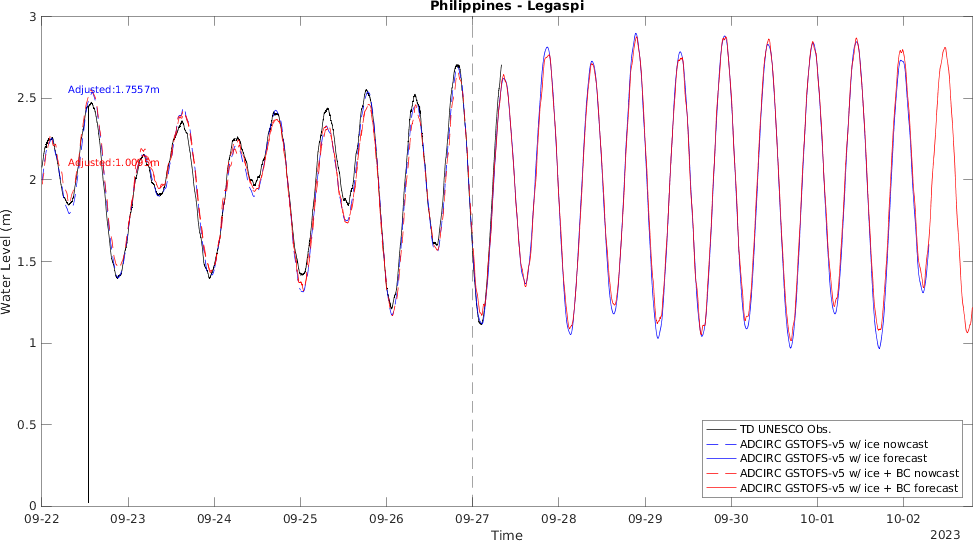 Philippines - Legaspi
3
2.5
2
1.5
1
0.5
0
Water Level (m)
Adjusted:1.7557m
TD UNESCO Obs.
ADCIRC GSTOFS-v5 w/ ice nowcast
ADCIRC GSTOFS-v5 w/ ice forecast
ADCIRC GSTOFS-v5 w/ ice + BC nowcast
ADCIRC GSTOFS-v5 w/ ice + BC forecast
09-22 09-23 09-24 09-25 09-26 09-27 09-28 09-29 09-30 10-01 10-02
Time
2023